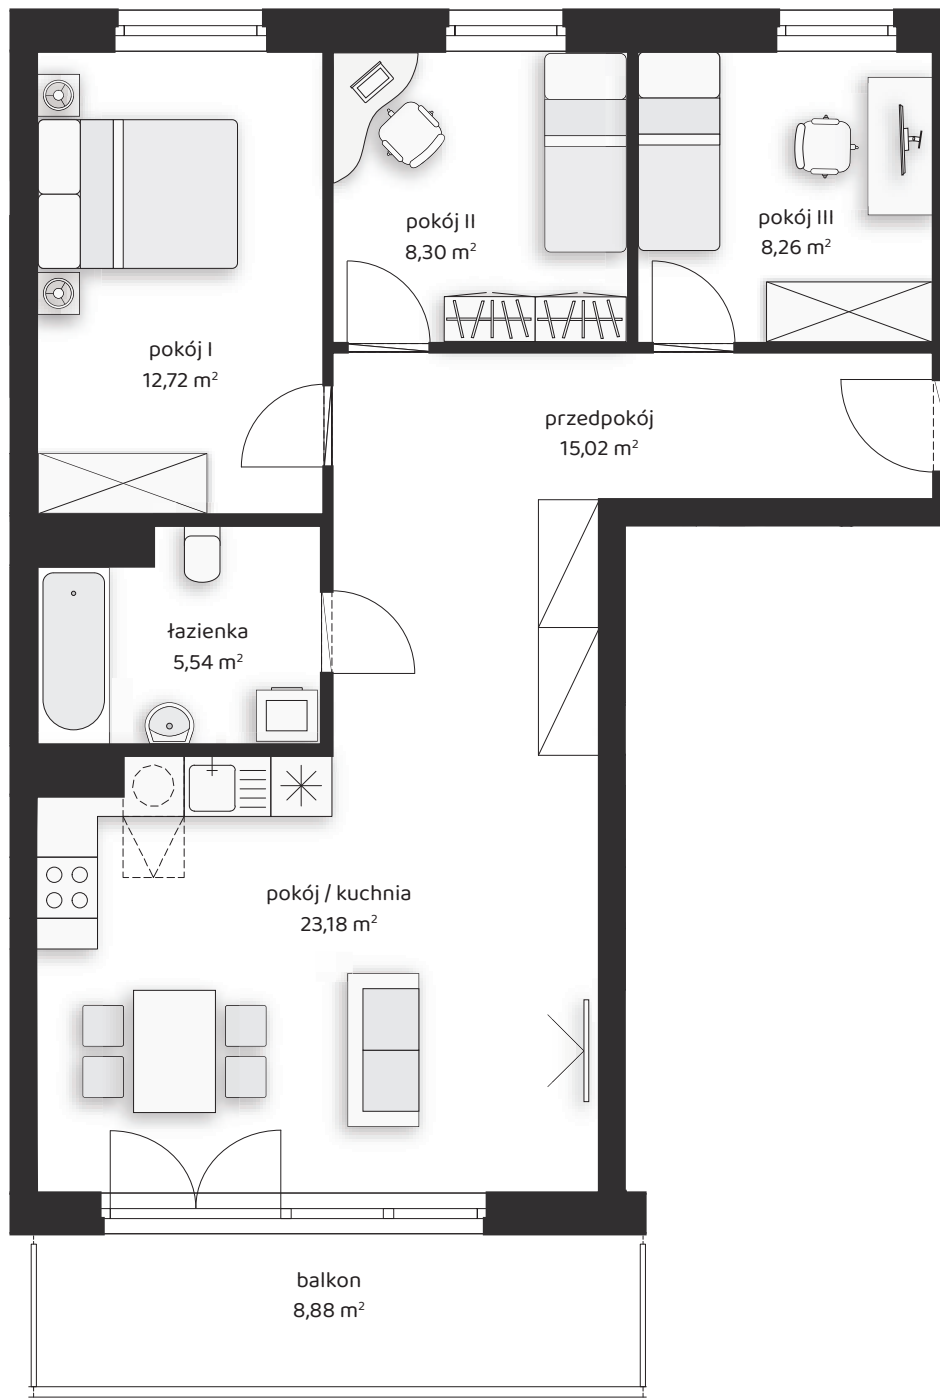 pokój II
8,30 m²
pokój III
8,26 m²
pokój I
12,72 m²
przedpokój
15,02 m²
łazienka
5,54 m²
pokój / kuchnia
23,18 m²
balkon
8,88 m²